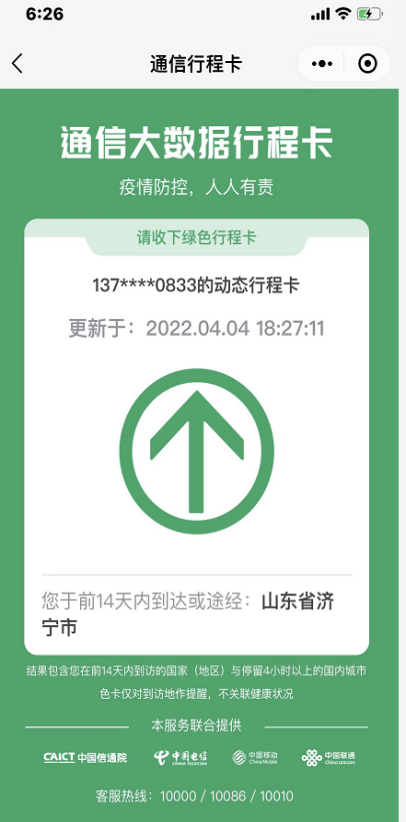 6:26
通信行程卡
通信大数据行程卡
疫情防控，人人有责
请收下绿色行程卡
137****0833的动态行程卡
更新于：2022.04.04 18:27:11
您于前14天内到达或途经：山东省济
宁市
结果包含您在前14天内到访的国家（地区）与停留4小时以上的国内城市
色卡仅对到访地作提醒，不关联健康状况
本服务联合提供
CAICT 中国信通院 中国电信 CHINA TELECOM 中国移动 China Mobile 中国联通 China unicom
客服热线：10000 / 10086 / 10010